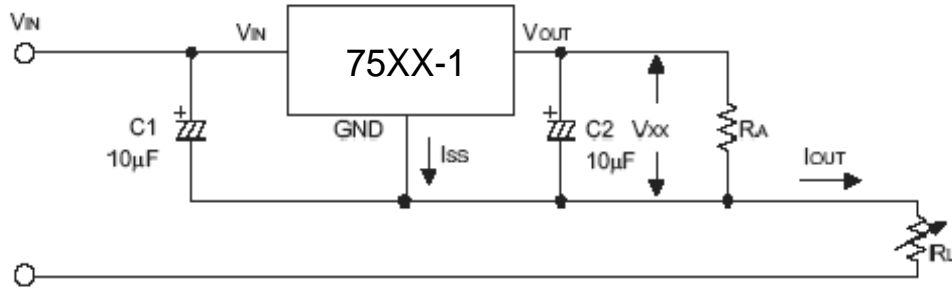 VIN
VIN
75XX-1
VOUT
GND
C1
10μF
ISS
C2
10μF
VXX
RA
IOUT
RL